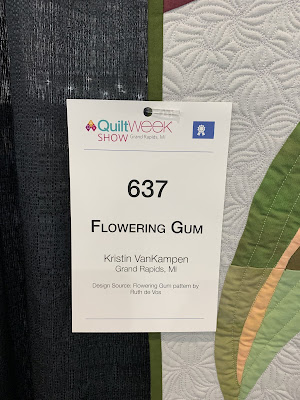 QuiltWeek
SHOW Grand Rapids, MI
637
FLOWERING GUM
Kristin VanKampen
Grand Rapids, MI
Design Source: Flowering Gum pattern by
Ruth de Vos